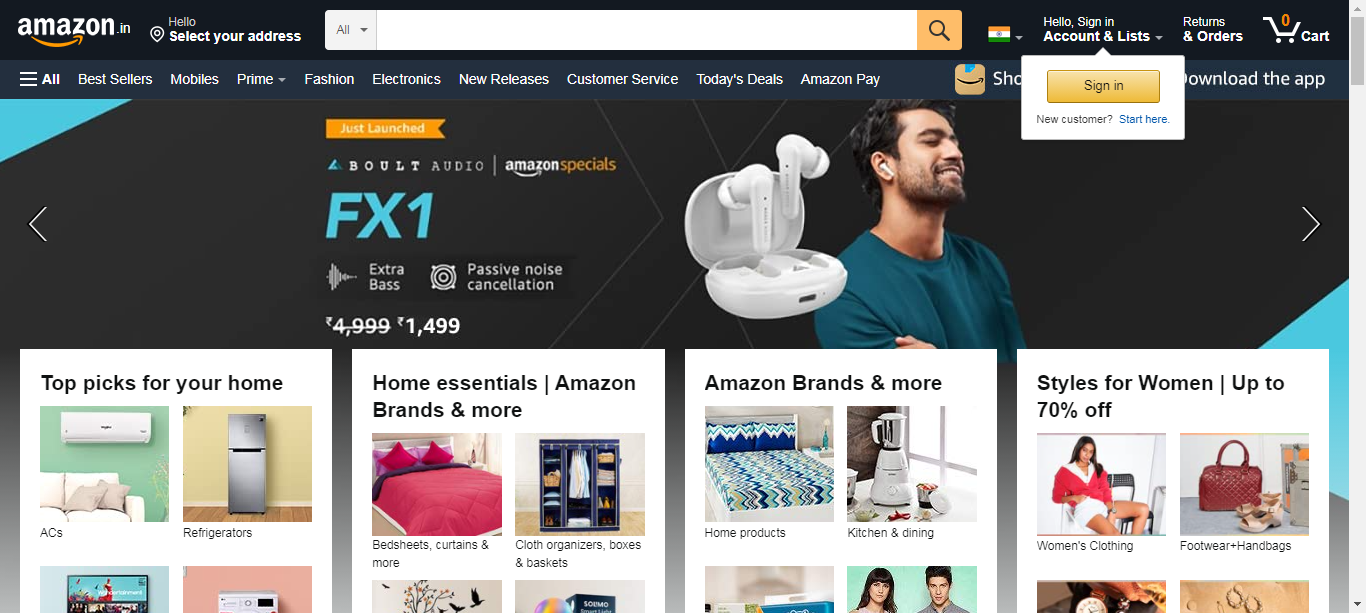 amazon.in
Hello
Select your address
All
Hello, Sign in
Account & Lists
Returns
& Orders
0
Cart
All
Best Sellers
Mobiles
Prime
Fashion
Electronics
New Releases
Customer Service
Today's Deals
Amazon Pay
Sho
Download the app
Sign in
New customer? Start here.
Just Launched
BOULT AUDIO | amazonspecials
FX1
Extra
Bass
Passive noise
cancellation
₹4,999 ₹1,499
Top picks for your home
ACs
Refrigerators
Home essentials | Amazon
Brands & more
Bedsheets, curtains &
more
Cloth organizers, boxes
& baskets
SOLIMO
Amazon Brands & more
Home products
Kitchen & dining
Styles for Women | Up to
70% off
Women's Clothing
Footwear+Handbags